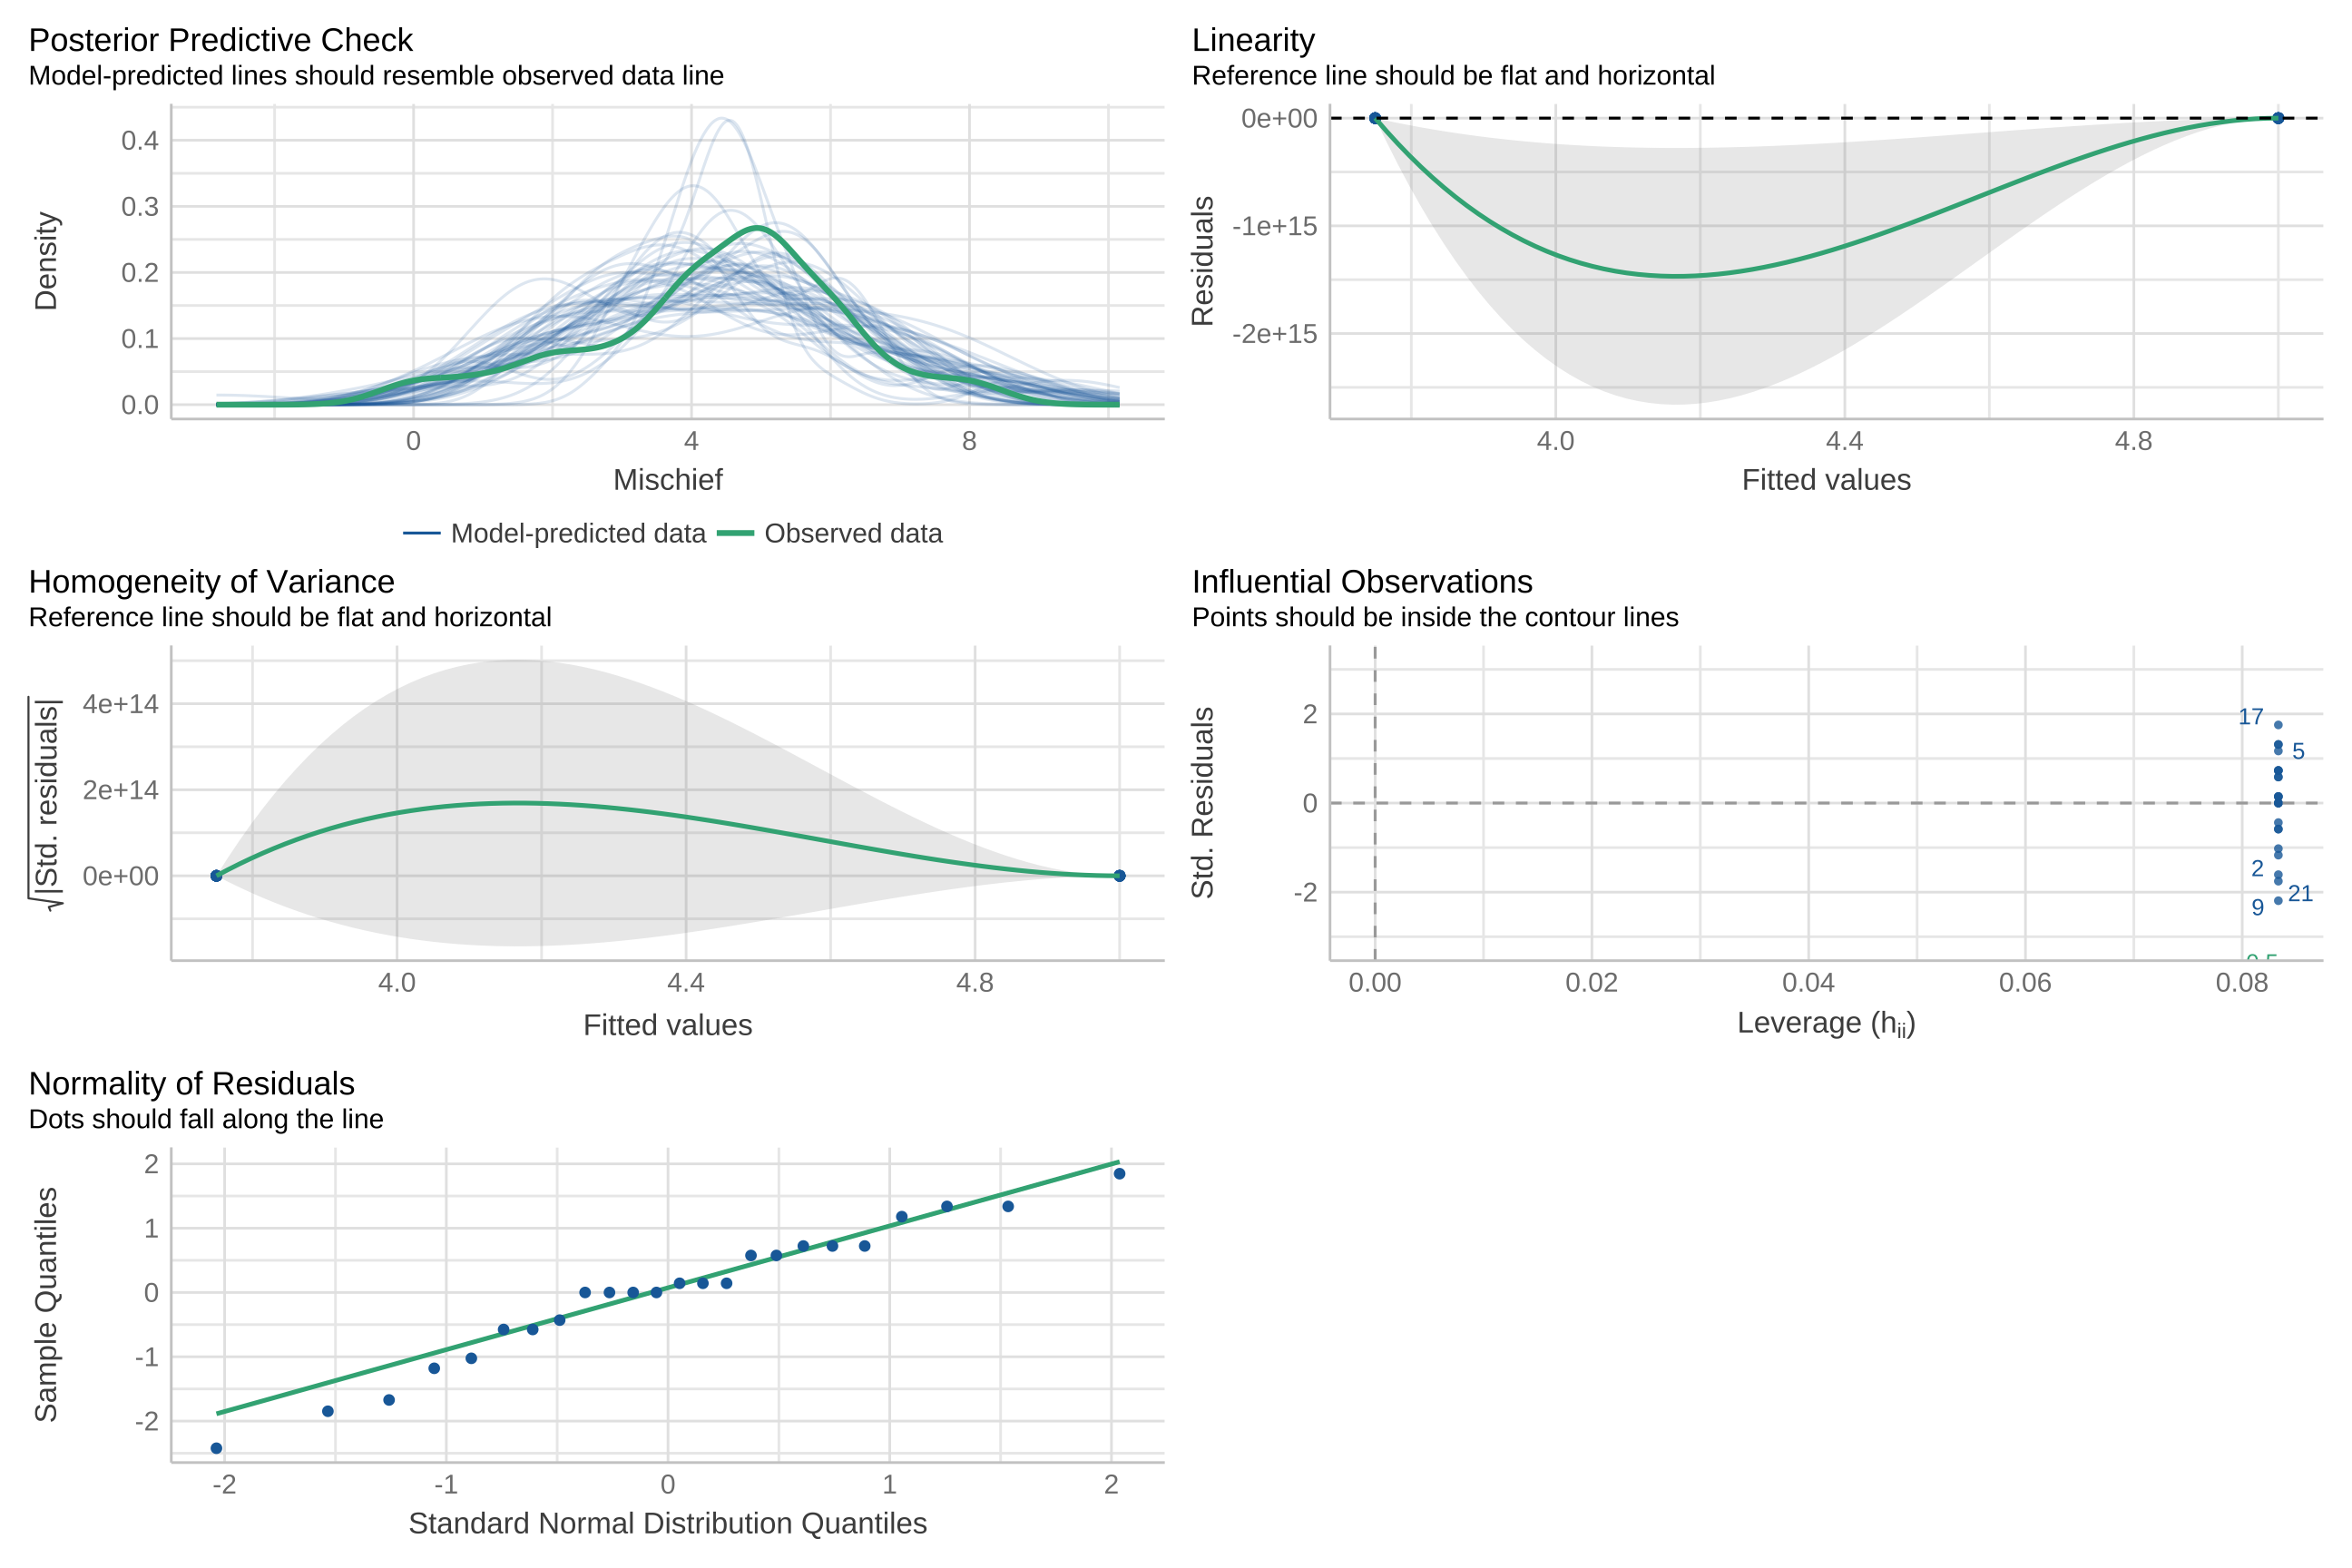 Posterior Predictive Check
Model-predicted lines should resemble observed data line
Density
0.4
0.3
0.2
0.1
0.0
0 4 8
Mischief
Model-predicted data Observed data
Linearity
Reference line should be flat and horizontal
Residuals
0e+00
-1e+15
-2e+15
4.0 4.4 4.8
Fitted values
Homogeneity of Variance
Reference line should be flat and horizontal
√|Std. residuals|
4e+14
2e+14
0e+00
4.0 4.4 4.8
Fitted values
Influential Observations
Points should be inside the contour lines
Std. Residuals
2
0
-2
17
5
2
21
9
0.00 0.02 0.04 0.06 0.08
Leverage (hii)
Normality of Residuals
Dots should fall along the line
Sample Quantiles
2
1
0
-1
-2
-2 -1 0 1 2
Standard Normal Distribution Quantiles